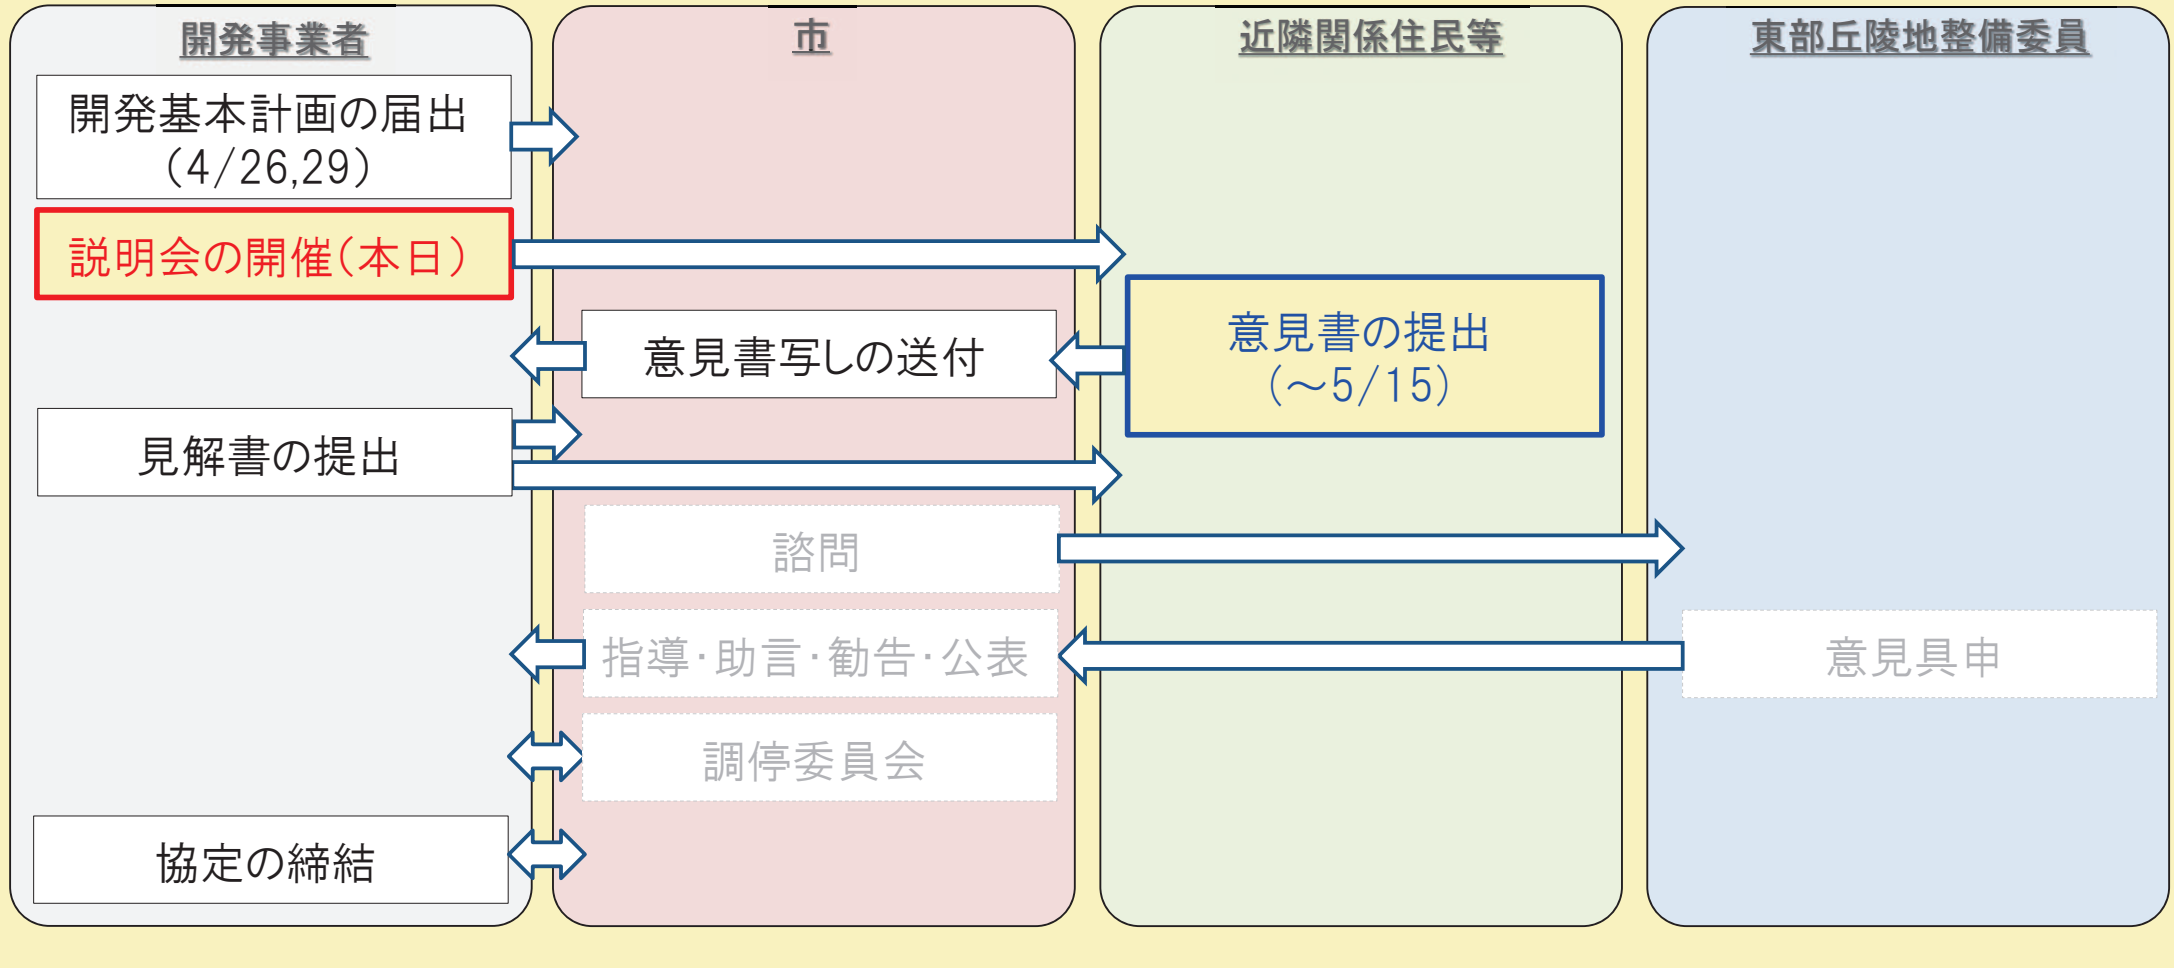 開発事業者
市
近隣関係住民等
東部丘陵地整備委員
開発基本計画の届出
(4/26,29)
説明会の開催(本日)
意見書の提出
(～5/15)
意見書写しの送付
見解書の提出
諮問
指導・助言・勧告・公表
意見具申
調停委員会
協定の締結